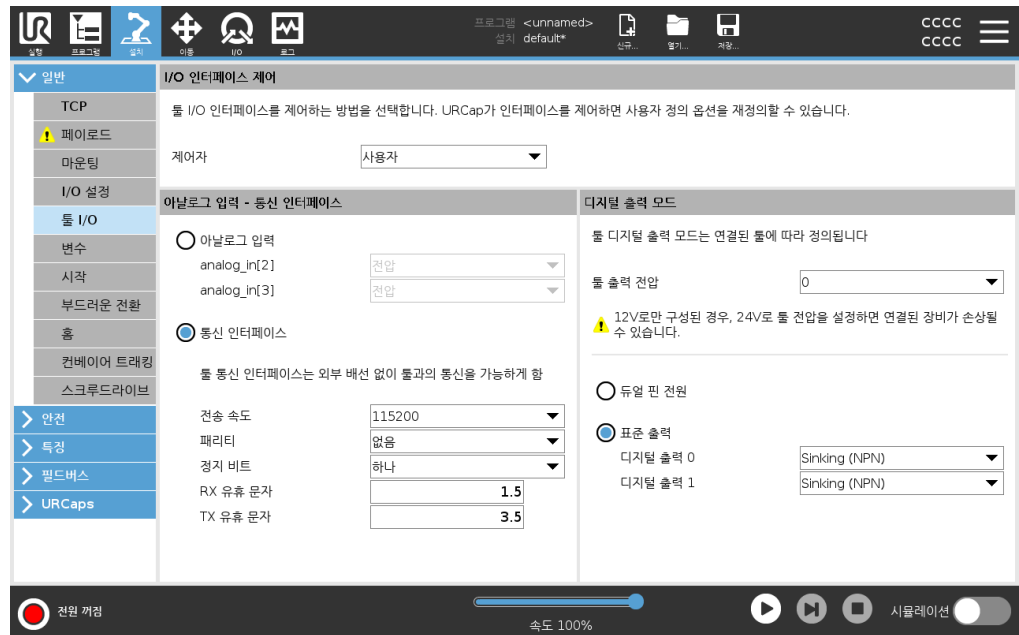 UR
실행
프로그램
설치
이동
I/O
로그
프로그램 <unnamed>
설치 default*
신규...
열기...
저장...
cccc
cccc
일반
TCP
페이로드
마운팅
I/O 설정
툴 I/O
변수
시작
부드러운 전환
홈
컨베이어 트래킹
스크루드라이브
안전
특징
필드버스
URCaps
I/O 인터페이스 제어
툴 I/O 인터페이스를 제어하는 방법을 선택합니다. URCap가 인터페이스를 제어하면 사용자 정의 옵션을 재정의할 수 있습니다.
제어자 사용자
아날로그 입력 - 통신 인터페이스
아날로그 입력
analog_in[2] 전압
analog_in[3] 전압
통신 인터페이스
툴 통신 인터페이스는 외부 배선 없이 툴과의 통신을 가능하게 함
전송 속도 115200
패리티 없음
정지 비트 하나
RX 유휴 문자 1.5
TX 유휴 문자 3.5
디지털 출력 모드
툴 디지털 출력 모드는 연결된 툴에 따라 정의됩니다
툴 출력 전압 0
12V로만 구성된 경우, 24V로 툴 전압을 설정하면 연결된 장비가 손상될
수 있습니다.
듀얼 핀 전원
표준 출력
디지털 출력 0 Sinking (NPN)
디지털 출력 1 Sinking (NPN)
전원 꺼짐
속도 100%
시뮬레이션